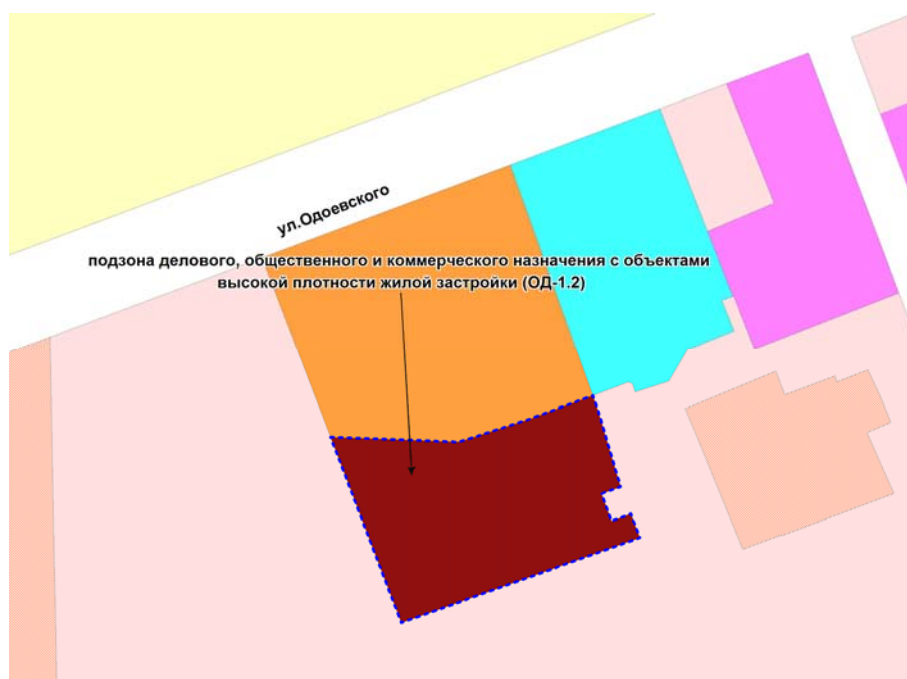 ул.Одоевского
подзона делового, общественного и коммерческого назначения с объектами
высокой плотности жилой застройки (ОД-1.2)